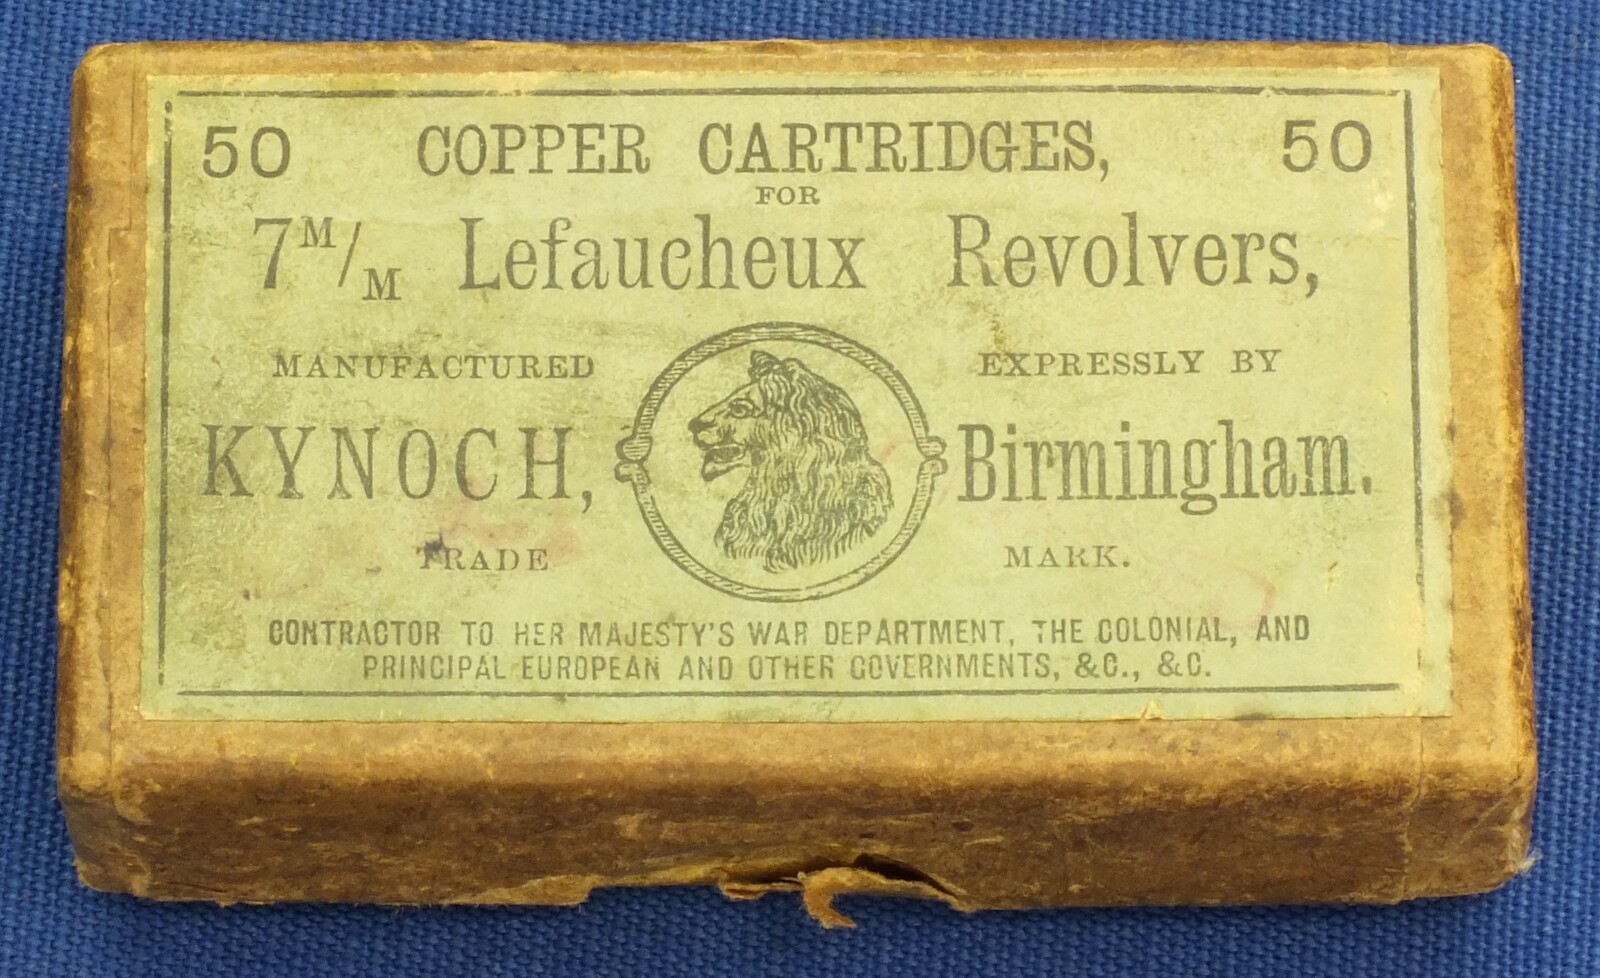 50 COPPER CARTRIDGES, 50
FOR
7 M/M Lefaucheux Revolvers,
MANUFACTURED EXPRESSLY BY
KYNOCH, Birmingham.
TRADE MARK.
CONTRACTOR TO HER MAJESTY'S WAR DEPARTMENT, THE COLONIAL, AND
PRINCIPAL EUROPEAN AND OTHER GOVERNMENTS, &C., &C.